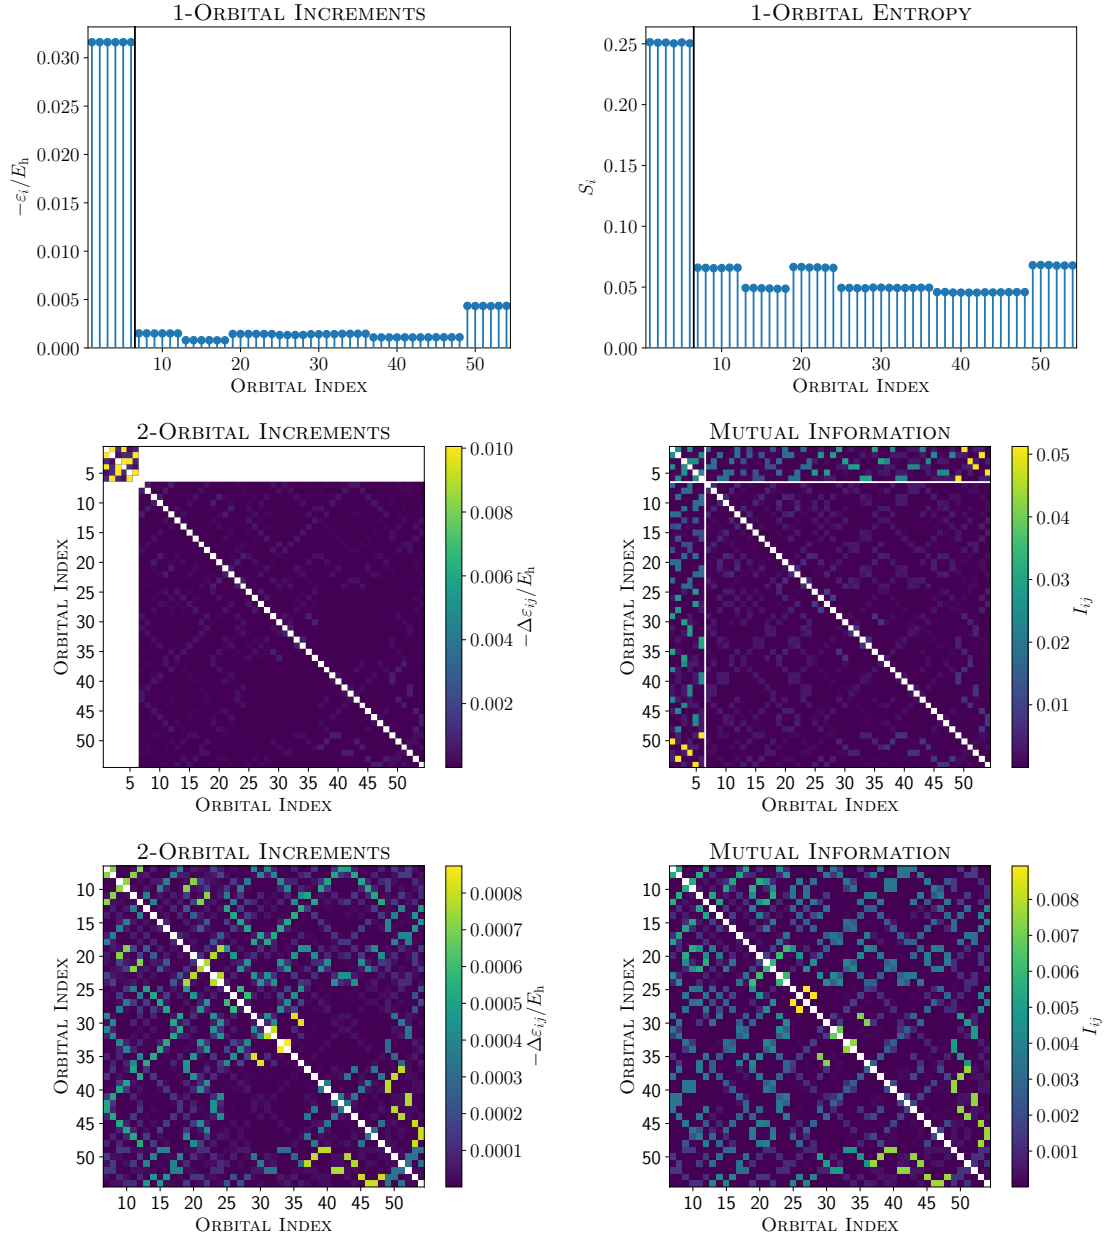 1-Orbital Increments
1-Orbital Entropy
0.030
0.025
0.020
0.015
0.010
0.005
0.000
−εᵢ/Eₕ
10 20 30 40 50
Orbital Index
0.25
0.20
0.15
0.10
0.05
0.00
Sᵢ
10 20 30 40 50
Orbital Index
2-Orbital Increments
Mutual Information
5
10
15
20
25
30
35
40
45
50
Orbital Index
5 10 15 20 25 30 35 40 45 50
Orbital Index
0.010
0.008
0.006
0.004
0.002
−Δεᵢⱼ/Eₕ
5
10
15
20
25
30
35
40
45
50
Orbital Index
5 10 15 20 25 30 35 40 45 50
Orbital Index
0.05
0.04
0.03
0.02
0.01
Iᵢⱼ
2-Orbital Increments
Mutual Information
10
15
20
25
30
35
40
45
50
Orbital Index
10 15 20 25 30 35 40 45 50
Orbital Index
0.0008
0.0007
0.0006
0.0005
0.0004
0.0003
0.0002
0.0001
−Δεᵢⱼ/Eₕ
10
15
20
25
30
35
40
45
50
Orbital Index
10 15 20 25 30 35 40 45 50
Orbital Index
0.008
0.007
0.006
0.005
0.004
0.003
0.002
0.001
Iᵢⱼ